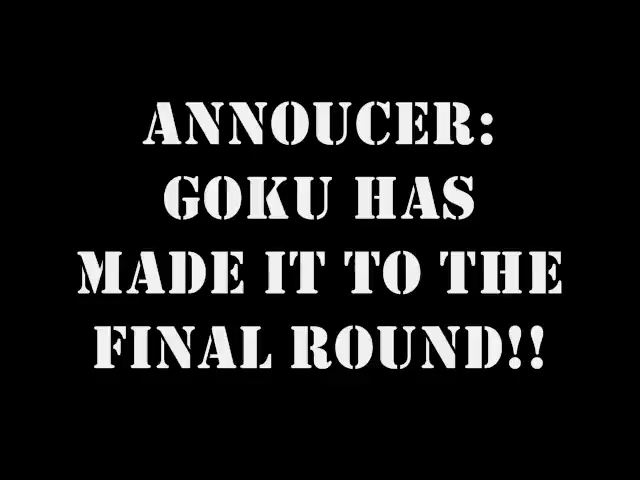 ANNOUCER:
GOKU HAS
MADE IT TO THE
FINAL ROUND!!